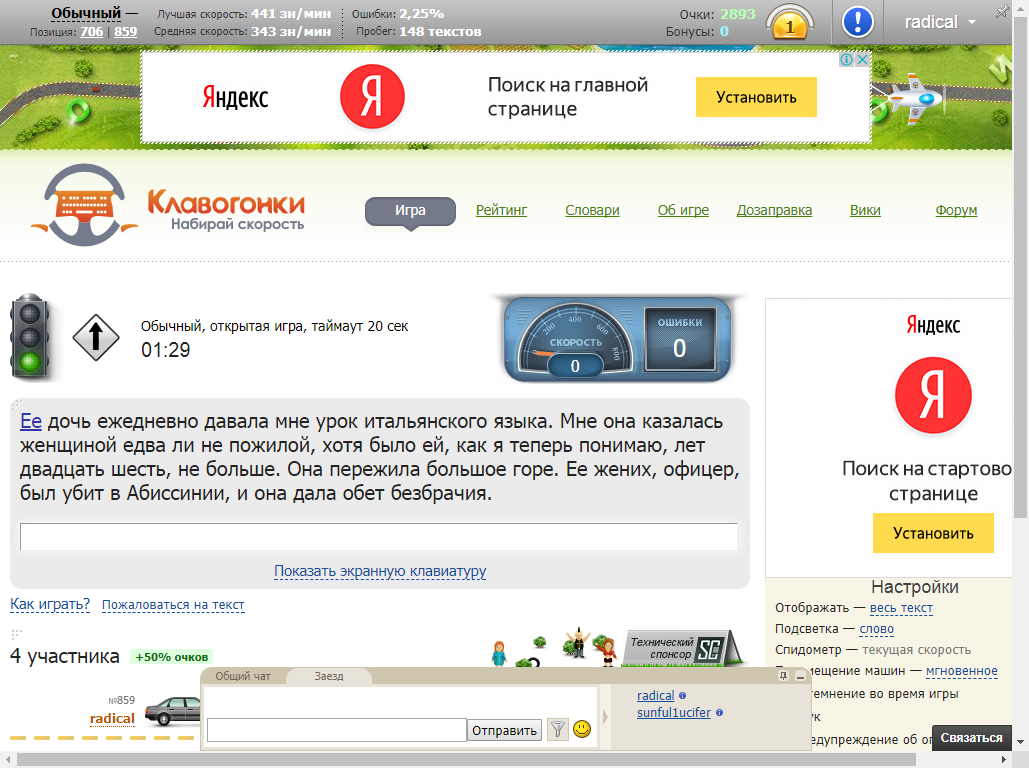 Обычный — Лучшая скорость: 441 зн/мин Ошибки: 2,25% Очки: 2893
Позиция: 706 | 859 Средняя скорость: 343 зн/мин Пробег: 148 текстов Бонусы: 0
1
radical
Яндекс
Я
Поиск на главной
странице
Установить
Клавогонки
Набирай скорость
Игра Рейтинг Словари Об игре Дозаправка Вики Форум
Обычный, открытая игра, таймаут 20 сек
01:29
200 400 600 800
СКОРОСТЬ
0
ОШИБКИ
0
Ее дочь ежедневно давала мне урок итальянского языка. Мне она казалась
женщиной едва ли не пожилой, хотя было ей, как я теперь понимаю, лет
двадцать шесть, не больше. Она пережила большое горе. Ее жених, офицер,
был убит в Абиссинии, и она дала обет безбрачия.
Показать экранную клавиатуру
Как играть? Пожаловаться на текст
4 участника +50% очков
Технический
спонсор SC
№859
radical
Общий чат Заезд
Отправить
radical
sunful1ucifer
Яндекс
Я
Поиск на стартово
странице
Установить
Настройки
Отображать — весь текст
Подсветка — слово
Спидометр — текущая скорость
мещение машин — мгновенное
темнение во время игры
ук
едупреждение об оп
Связаться